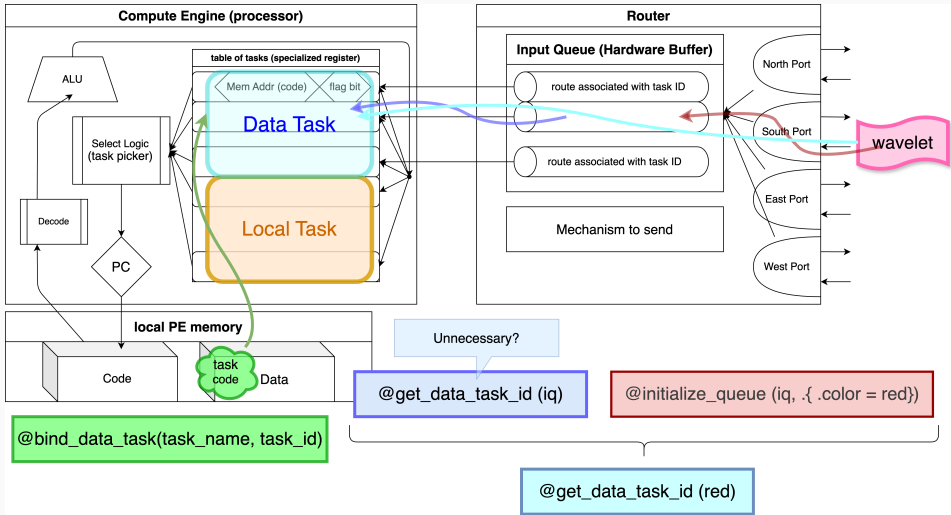 Compute Engine (processor)
Router
table of tasks (specialized register)
Input Queue (Hardware Buffer)
ALU
Mem Addr (code)
flag bit
route associated with task ID
North Port
Data Task
Select Logic
(task picker)
South Port
wavelet
route associated with task ID
Decode
Local Task
East Port
Mechanism to send
PC
West Port
local PE memory
Unnecessary?
task
code
Code
Data
@get_data_task_id (iq)
@initialize_queue (iq, .{ .color = red})
@bind_data_task(task_name, task_id)
@get_data_task_id (red)